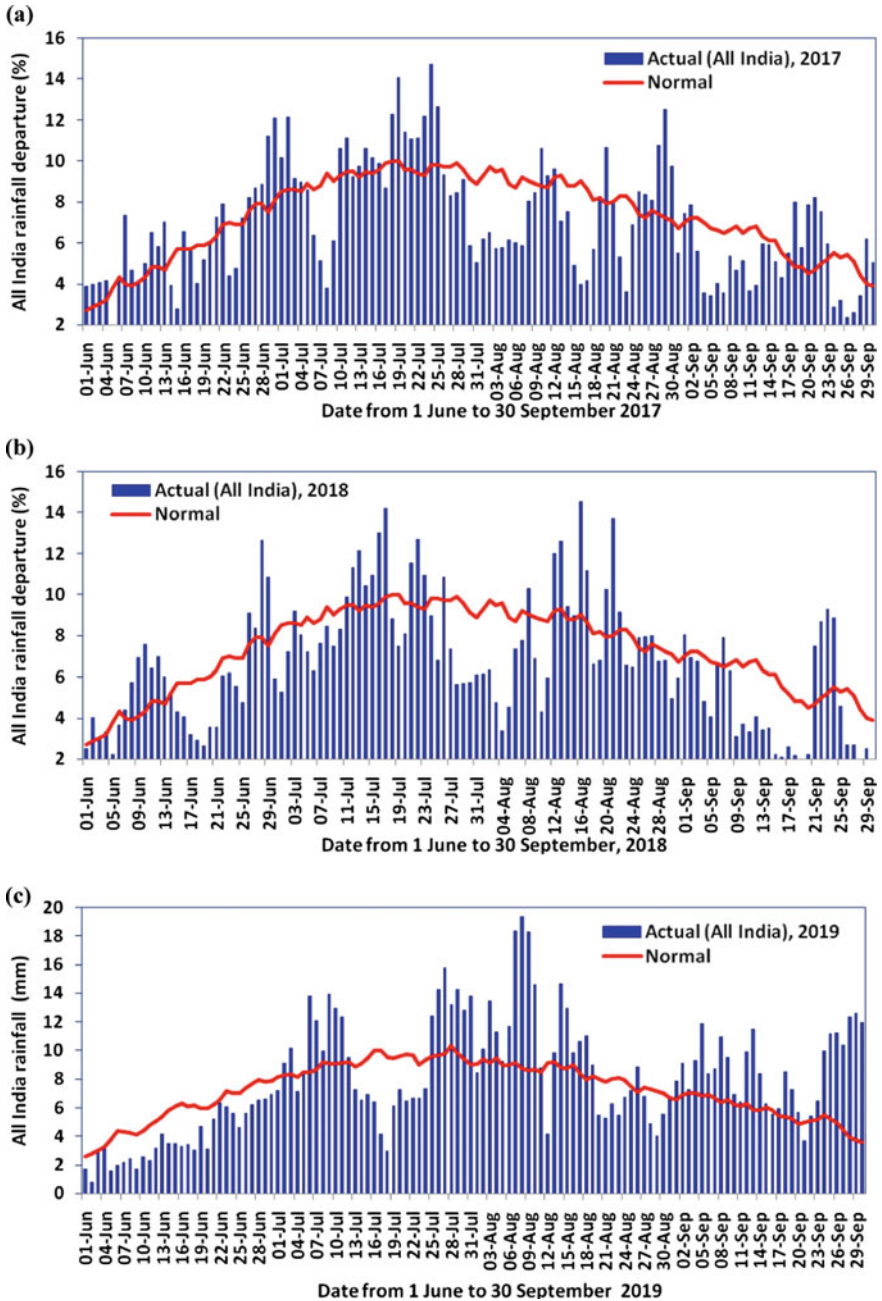 (a)
All India rainfall departure (%)
16
14
12
10
8
6
4
2
Actual (All India), 2017
Normal
01-Jun
04-Jun
07-Jun
10-Jun
13-Jun
16-Jun
19-Jun
22-Jun
25-Jun
28-Jun
01-Jul
04-Jul
07-Jul
10-Jul
13-Jul
16-Jul
19-Jul
22-Jul
25-Jul
28-Jul
31-Jul
03-Aug
06-Aug
09-Aug
12-Aug
15-Aug
18-Aug
21-Aug
24-Aug
27-Aug
30-Aug
02-Sep
05-Sep
08-Sep
11-Sep
14-Sep
17-Sep
20-Sep
23-Sep
26-Sep
29-Sep
Date from 1 June to 30 September 2017
(b)
All India rainfall departure (%)
16
14
12
10
8
6
4
2
Actual (All India), 2018
Normal
01-Jun
05-Jun
09-Jun
13-Jun
17-Jun
21-Jun
25-Jun
29-Jun
03-Jul
07-Jul
11-Jul
15-Jul
19-Jul
23-Jul
27-Jul
31-Jul
04-Aug
08-Aug
12-Aug
16-Aug
20-Aug
24-Aug
28-Aug
01-Sep
05-Sep
09-Sep
13-Sep
17-Sep
21-Sep
25-Sep
29-Sep
Date from 1 June to 30 September, 2018
(c)
All India rainfall (mm)
20
18
16
14
12
10
8
6
4
2
0
Actual (All India), 2019
Normal
01-Jun
04-Jun
07-Jun
10-Jun
13-Jun
16-Jun
19-Jun
22-Jun
25-Jun
28-Jun
01-Jul
04-Jul
07-Jul
10-Jul
13-Jul
16-Jul
19-Jul
22-Jul
25-Jul
28-Jul
31-Jul
03-Aug
06-Aug
09-Aug
12-Aug
15-Aug
18-Aug
21-Aug
24-Aug
27-Aug
30-Aug
02-Sep
05-Sep
08-Sep
11-Sep
14-Sep
17-Sep
20-Sep
23-Sep
26-Sep
29-Sep
Date from 1 June to 30 September 2019